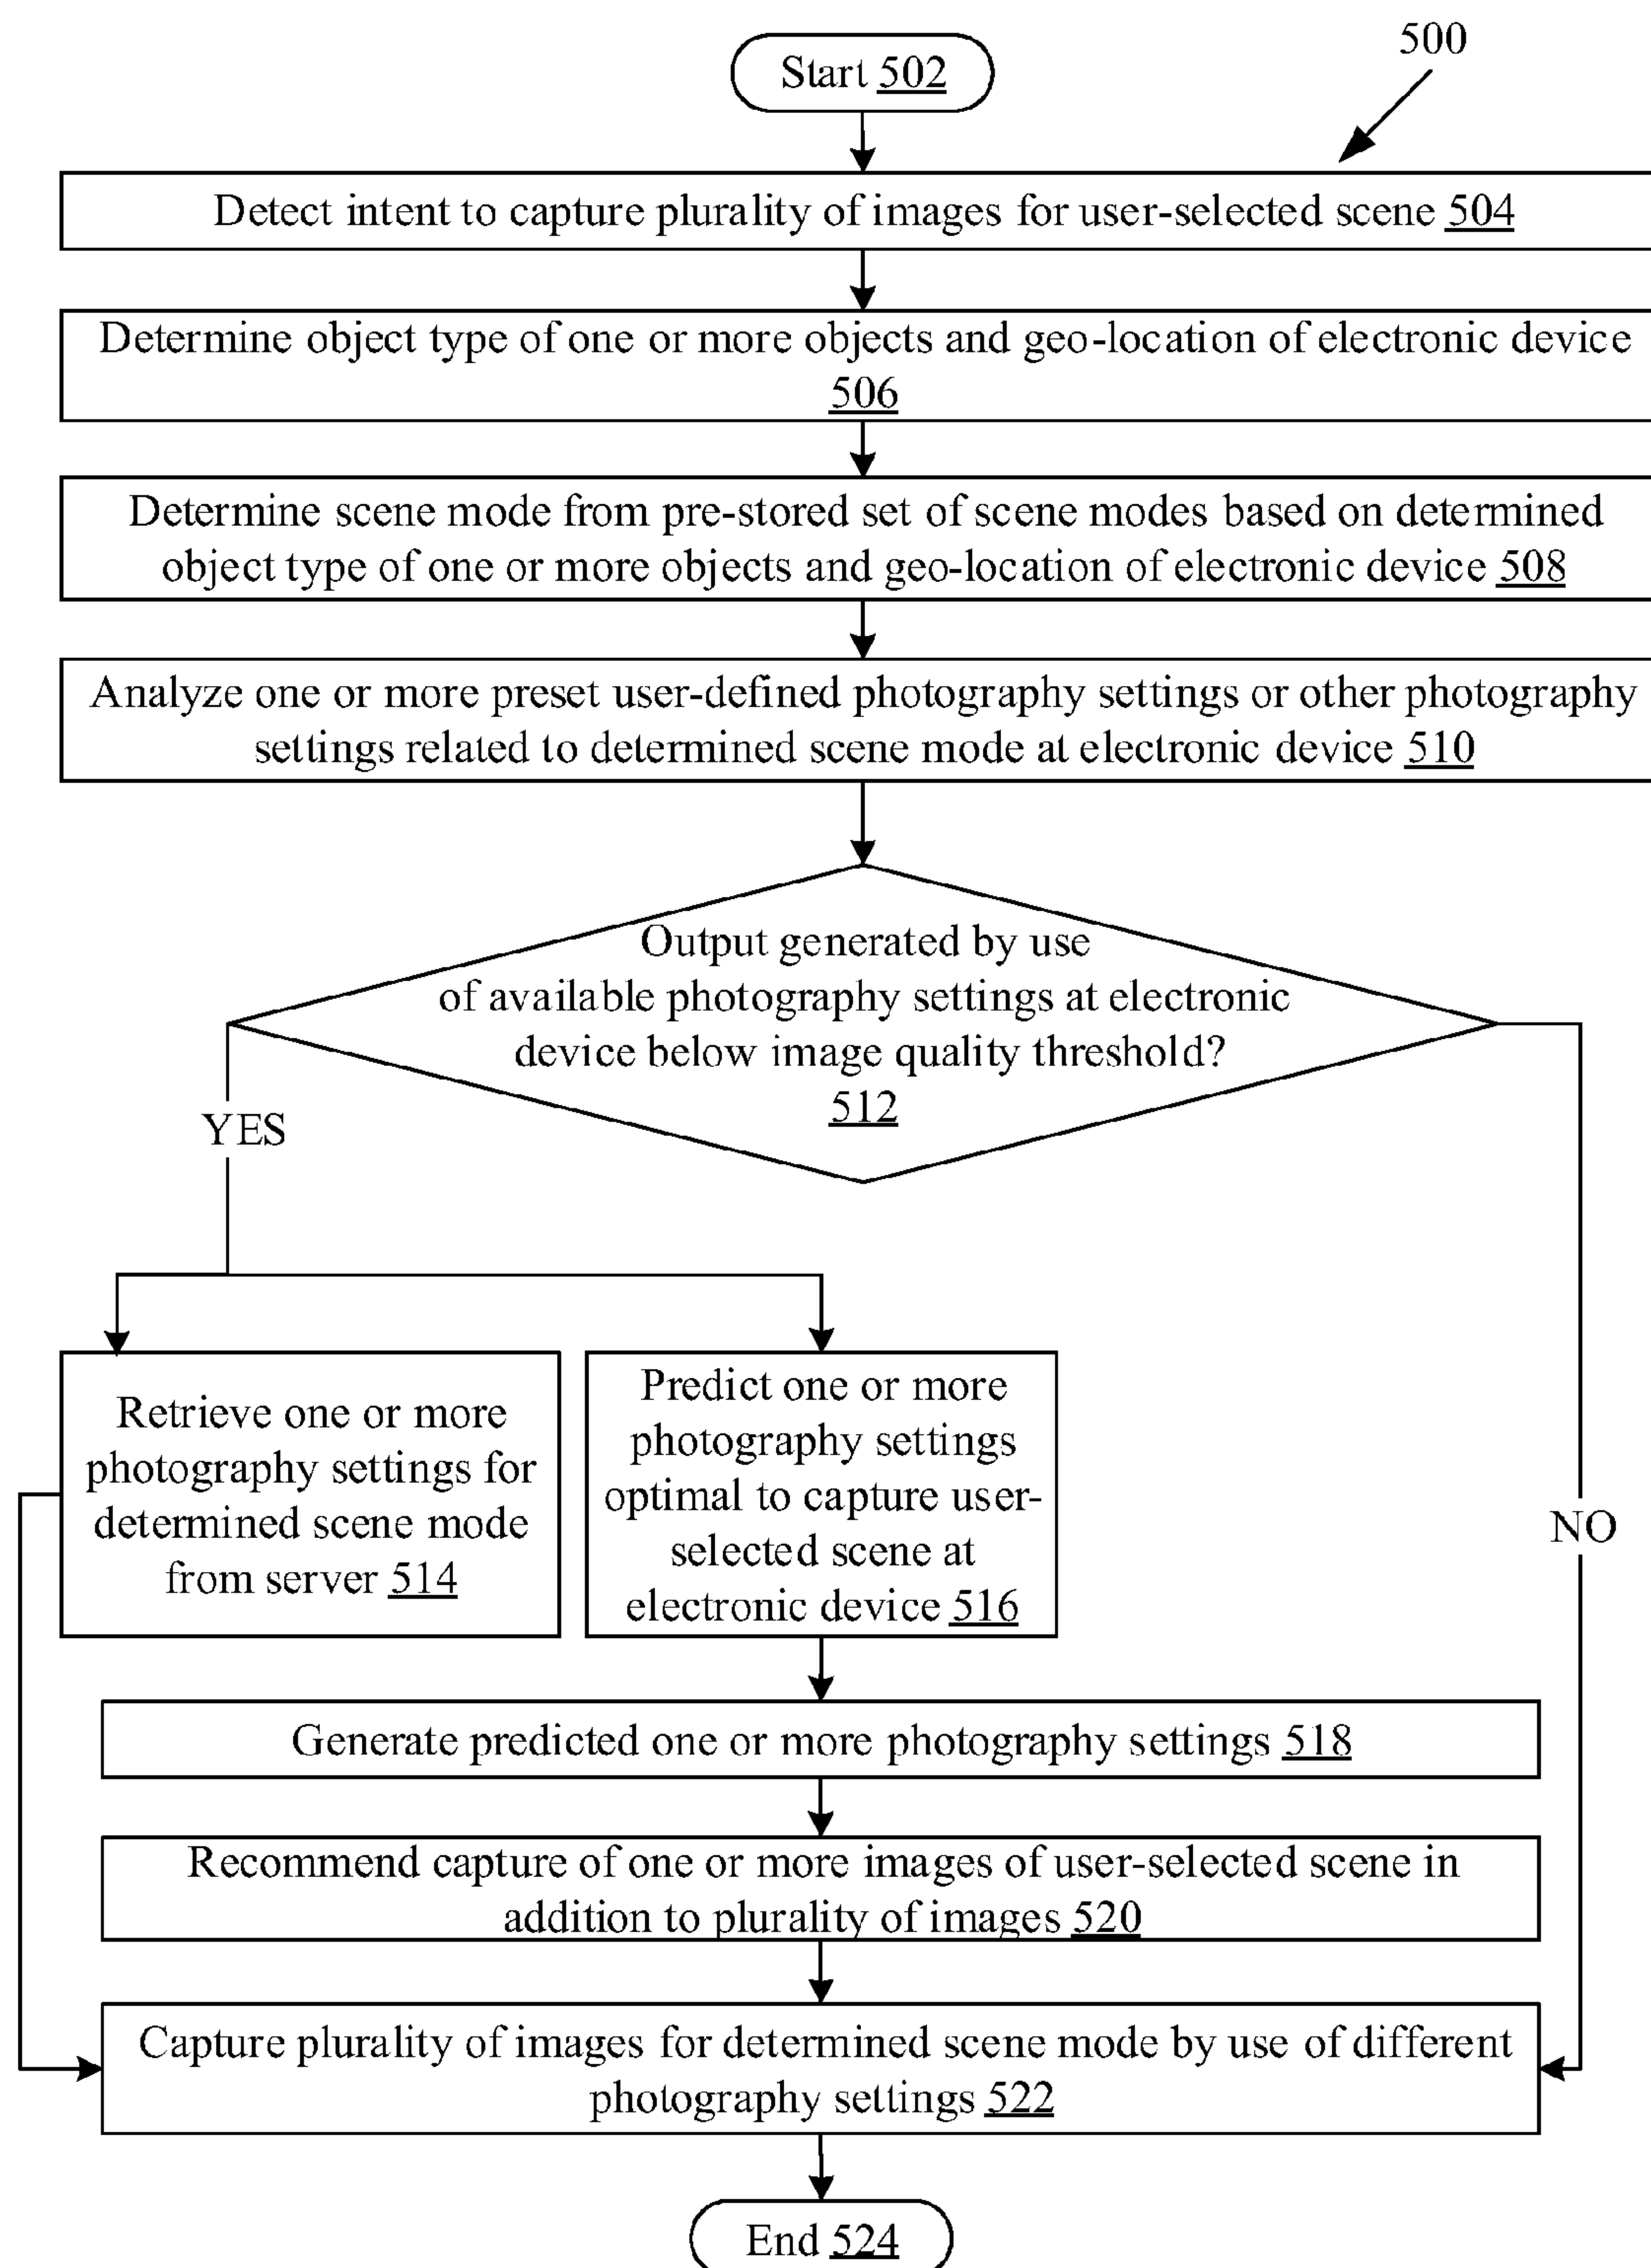 500
Start 502
Detect intent to capture plurality of images for user-selected scene 504
Determine object type of one or more objects and geo-location of electronic device
506
Determine scene mode from pre-stored set of scene modes based on determined
object type of one or more objects and geo-location of electronic device 508
Analyze one or more preset user-defined photography settings or other photography
settings related to determined scene mode at electronic device 510
Output generated by use
of available photography settings at electronic
device below image quality threshold?
512
YES
NO
Retrieve one or more
photography settings for
determined scene mode
from server 514
Predict one or more
photography settings
optimal to capture user-
selected scene at
electronic device 516
Generate predicted one or more photography settings 518
Recommend capture of one or more images of user-selected scene in
addition to plurality of images 520
Capture plurality of images for determined scene mode by use of different
photography settings 522
End 524